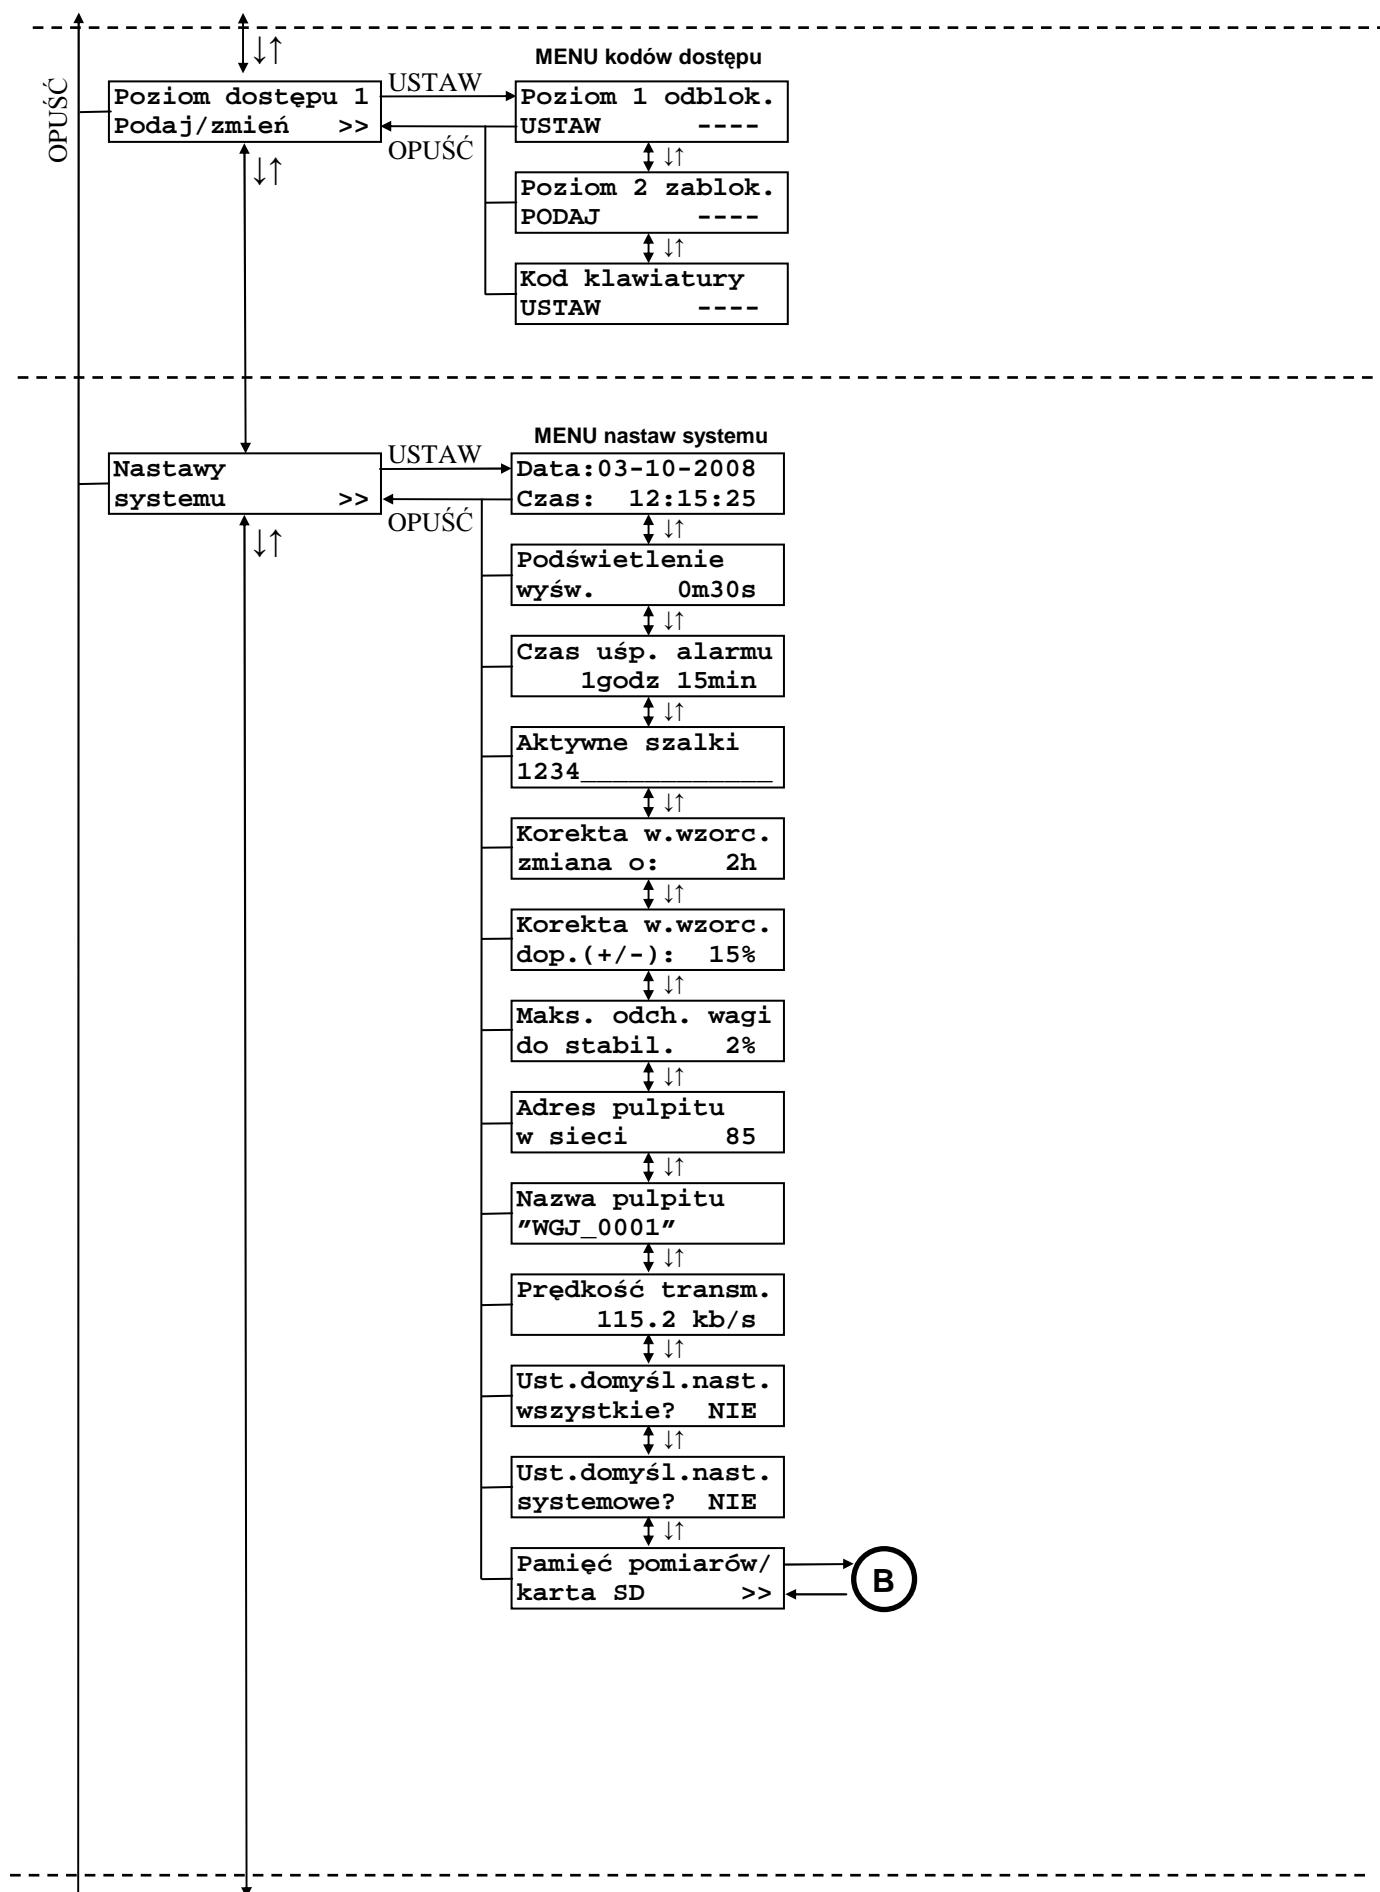 ↓↑
MENU kodów dostępu
OPUŚĆ
Poziom dostępu 1
Podaj/zmień >>
USTAW
OPUŚĆ
Poziom 1 odblok.
USTAW ----
↓↑
↓↑
Poziom 2 zablok.
PODAJ ----
↓↑
Kod klawiatury
USTAW ----
MENU nastaw systemu
Nastawy
systemu >>
USTAW
OPUŚĆ
Data:03-10-2008
Czas: 12:15:25
↓↑
↓↑
Podświetlenie
wyśw. 0m30s
↓↑
Czas uśp. alarmu
1godz 15min
↓↑
Aktywne szalki
1234____________
↓↑
Korekta w.wzorc.
zmiana o: 2h
↓↑
Korekta w.wzorc.
dop.(+/-): 15%
↓↑
Maks. odch. wagi
do stabil. 2%
↓↑
Adres pulpitu
w sieci 85
↓↑
Nazwa pulpitu
"WGJ_0001"
↓↑
Prędkość transm.
115.2 kb/s
↓↑
Ust.domyśl.nast.
wszystkie? NIE
↓↑
Ust.domyśl.nast.
systemowe? NIE
↓↑
Pamięć pomiarów/
karta SD >>
B